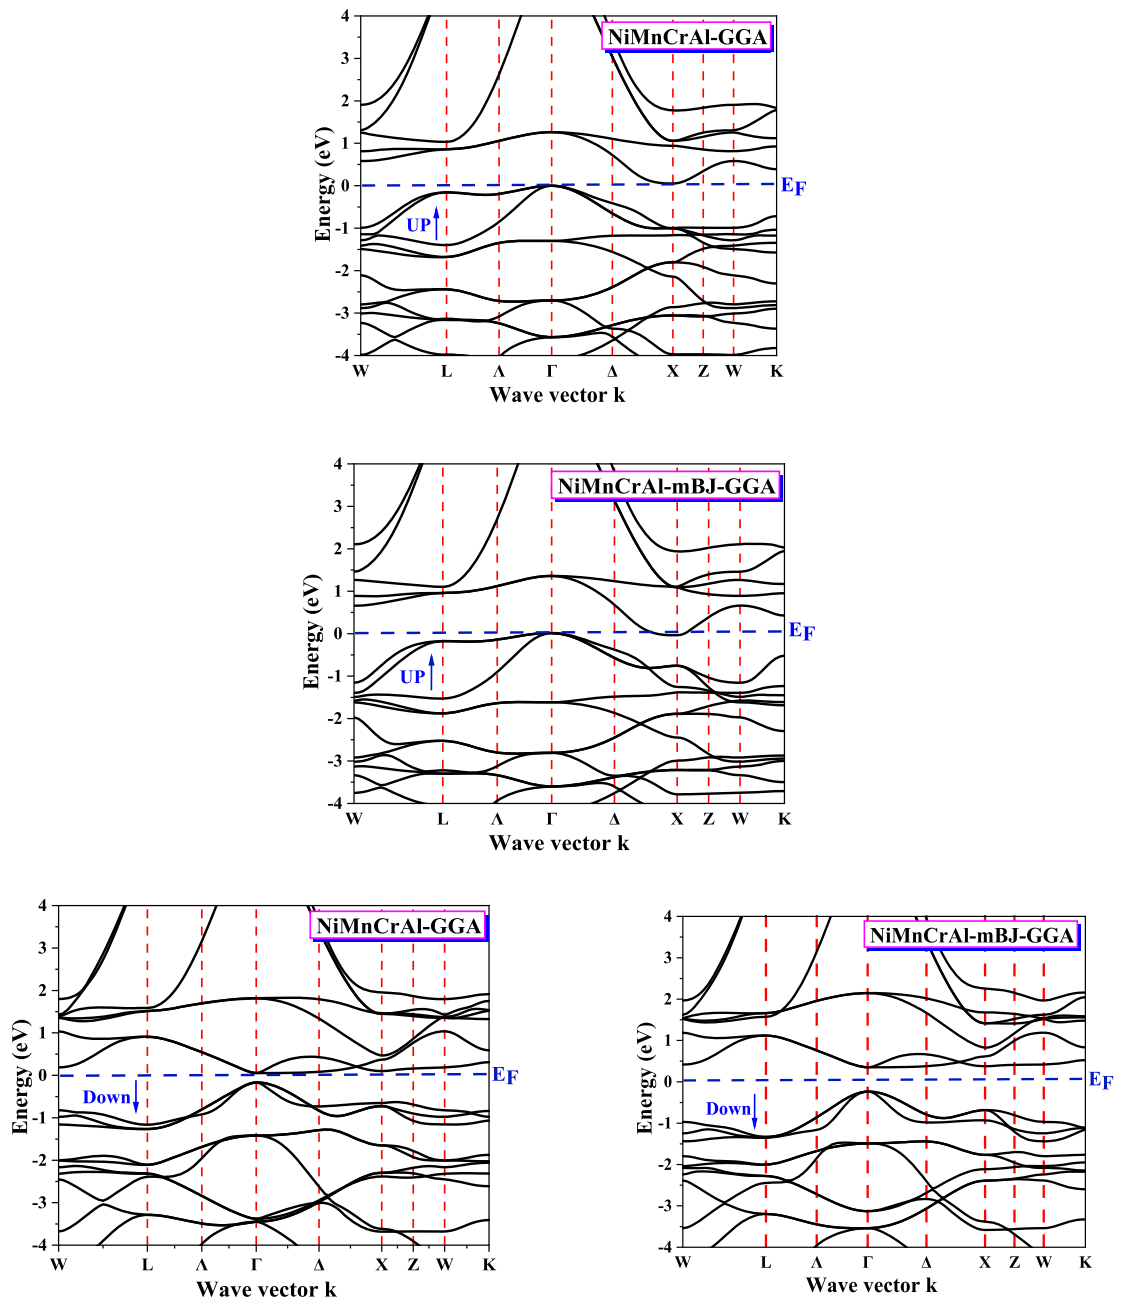 NiMnCrAl-GGA
4
3
2
1
0
-1
-2
-3
-4
Energy (eV)
E_F
UP
W L Λ Γ Δ X Z W K
Wave vector k
NiMnCrAl-mBJ-GGA
4
3
2
1
0
-1
-2
-3
-4
Energy (eV)
E_F
UP
W L Λ Γ Δ X Z W K
Wave vector k
NiMnCrAl-GGA
4
3
2
1
0
-1
-2
-3
-4
Energy (eV)
E_F
Down
W L Λ Γ Δ X Z W K
Wave vector k
NiMnCrAl-mBJ-GGA
4
3
2
1
0
-1
-2
-3
-4
Energy (eV)
E_F
Down
W L Λ Γ Δ X Z W K
Wave vector k